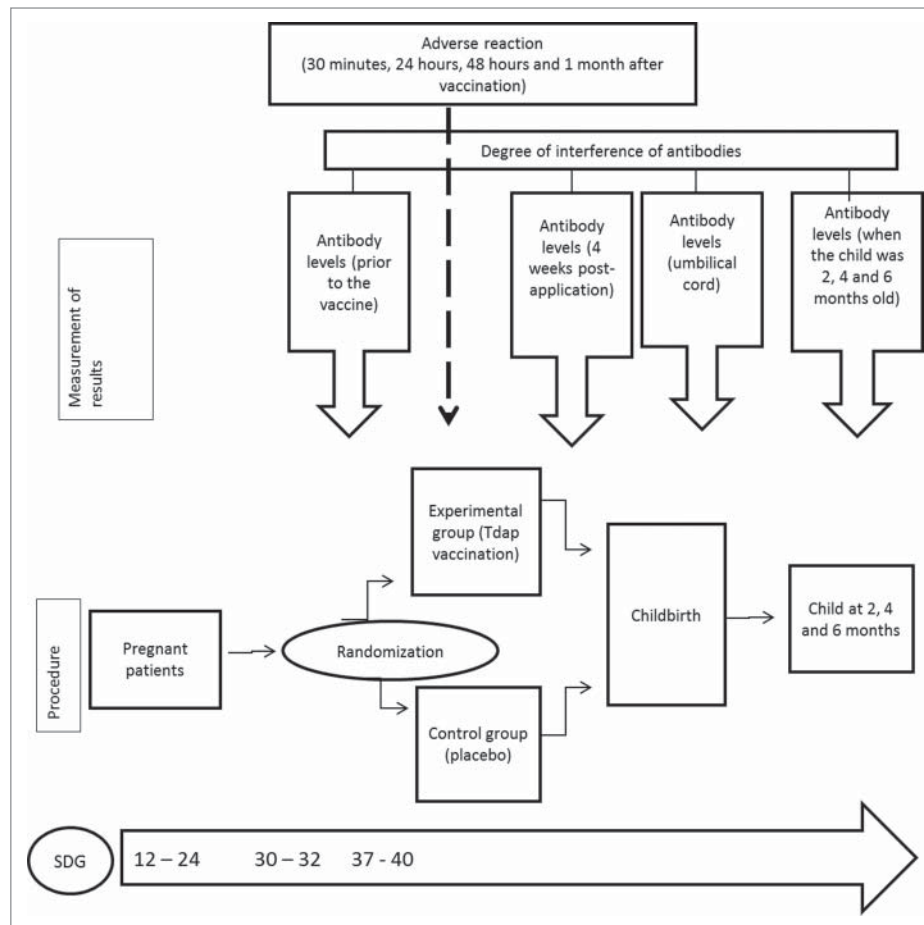 Adverse reaction
(30 minutes, 24 hours, 48 hours and 1 month after
vaccination)
Degree of interference of antibodies
Antibody
levels (prior
to the
vaccine)
Antibody
levels (4
weeks post-
application)
Antibody
levels
(umbilical
cord)
Antibody
levels (when
the child was
2, 4 and 6
months old)
Measurement of
results
Experimental
group (Tdap
vaccination)
Procedure
Pregnant
patients
Randomization
Childbirth
Child at 2, 4
and 6 months
Control group
(placebo)
SDG
12 – 24
30 – 32
37 - 40